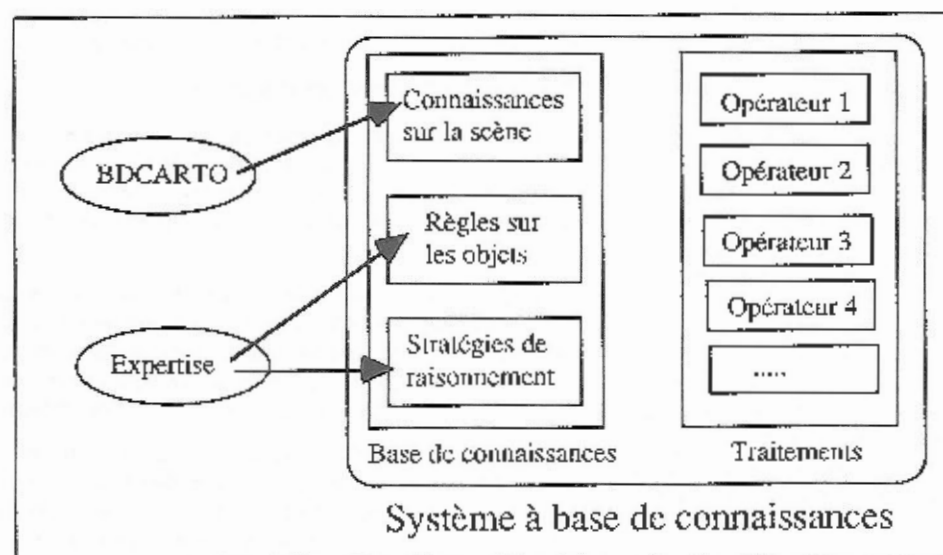 BDCARTO
Expertise
Connaissances
sur la scène
Règles sur
les objets
Stratégies de
raisonnement
Base de connaissances
Opérateur 1
Opérateur 2
Opérateur 3
Opérateur 4
.....
Traitements
Système à base de connaissances